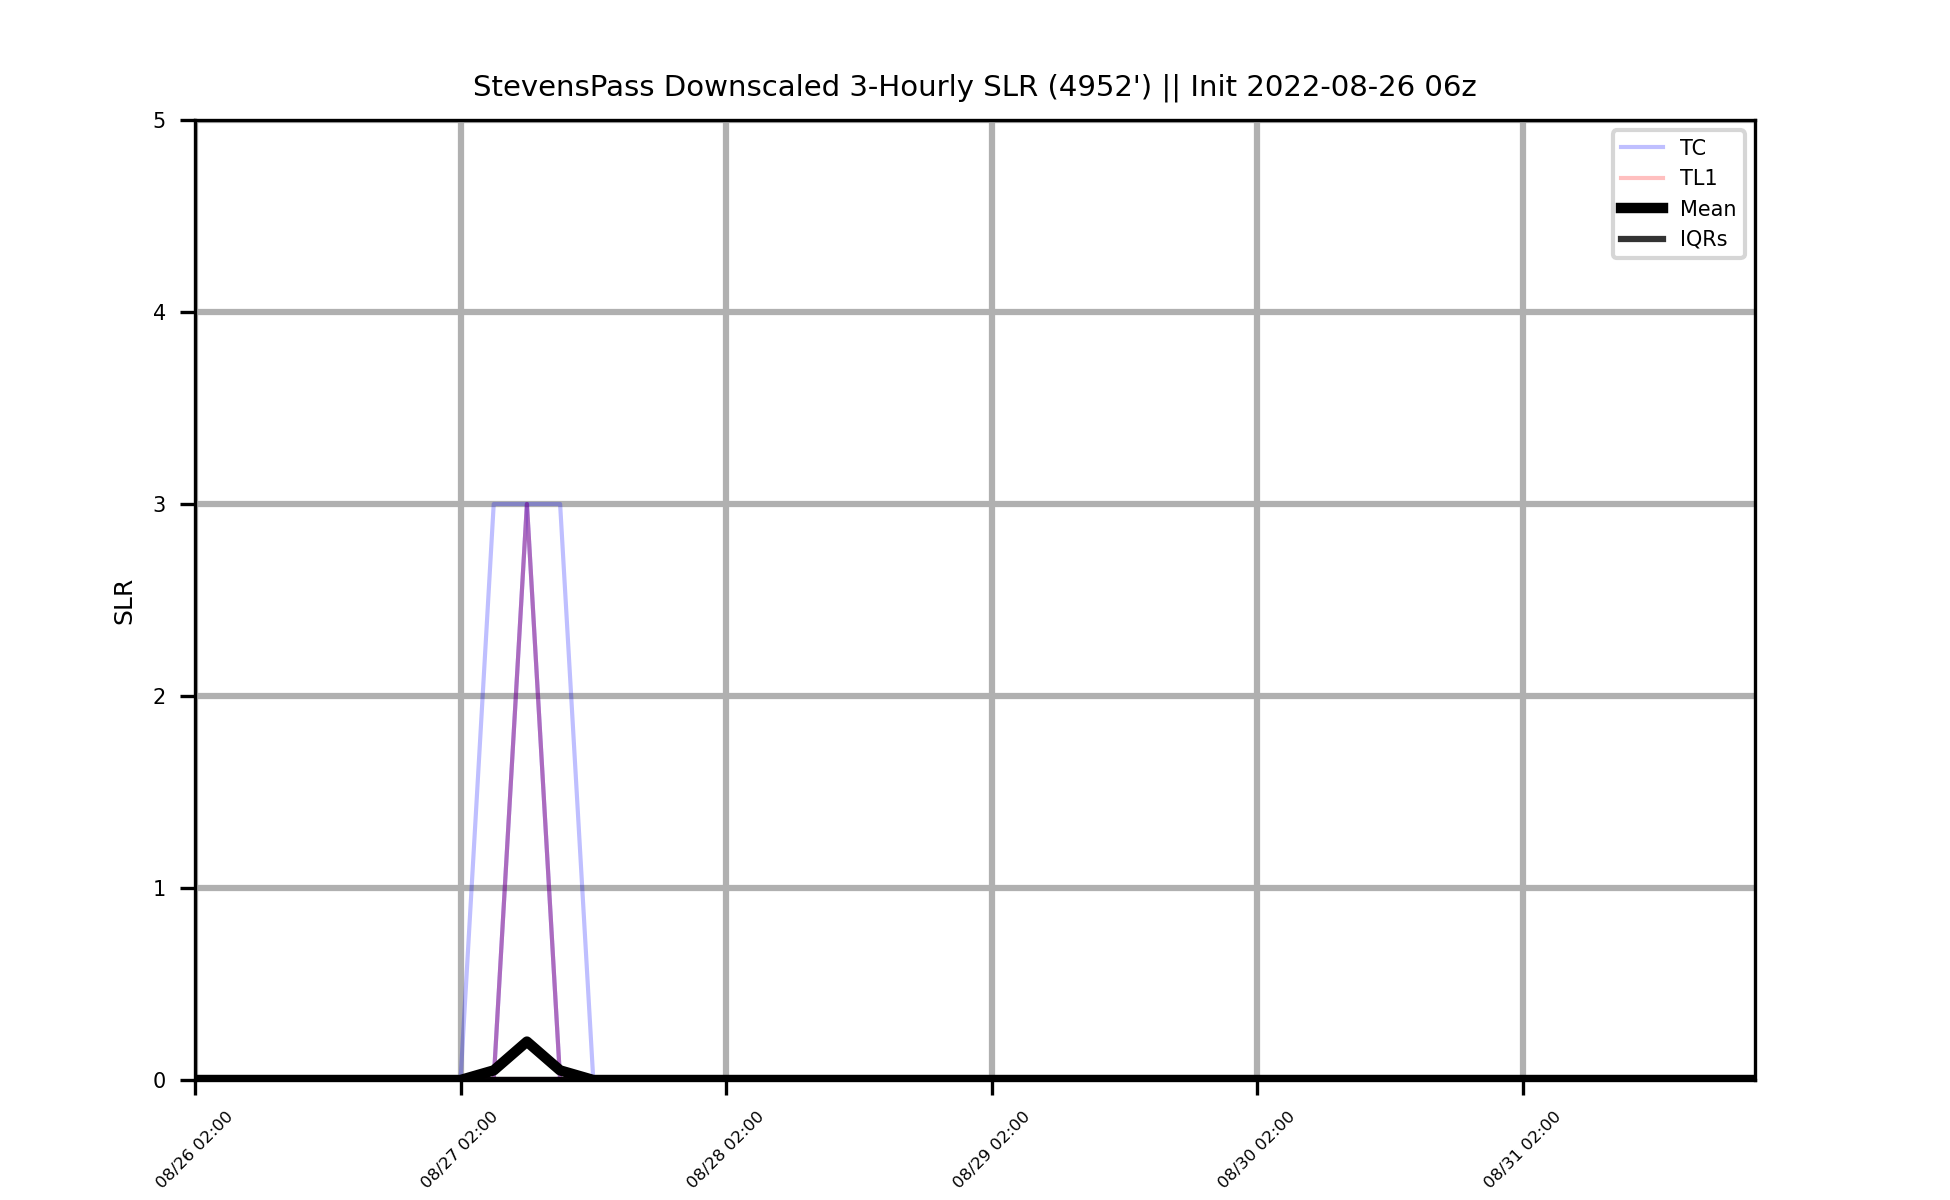 StevensPass Downscaled 3-Hourly SLR (4952') || Init 2022-08-26 06z
TC
TL1
Mean
IQRs
SLR
5
4
3
2
1
0
08/26 02:00
08/27 02:00
08/28 02:00
08/29 02:00
08/30 02:00
08/31 02:00